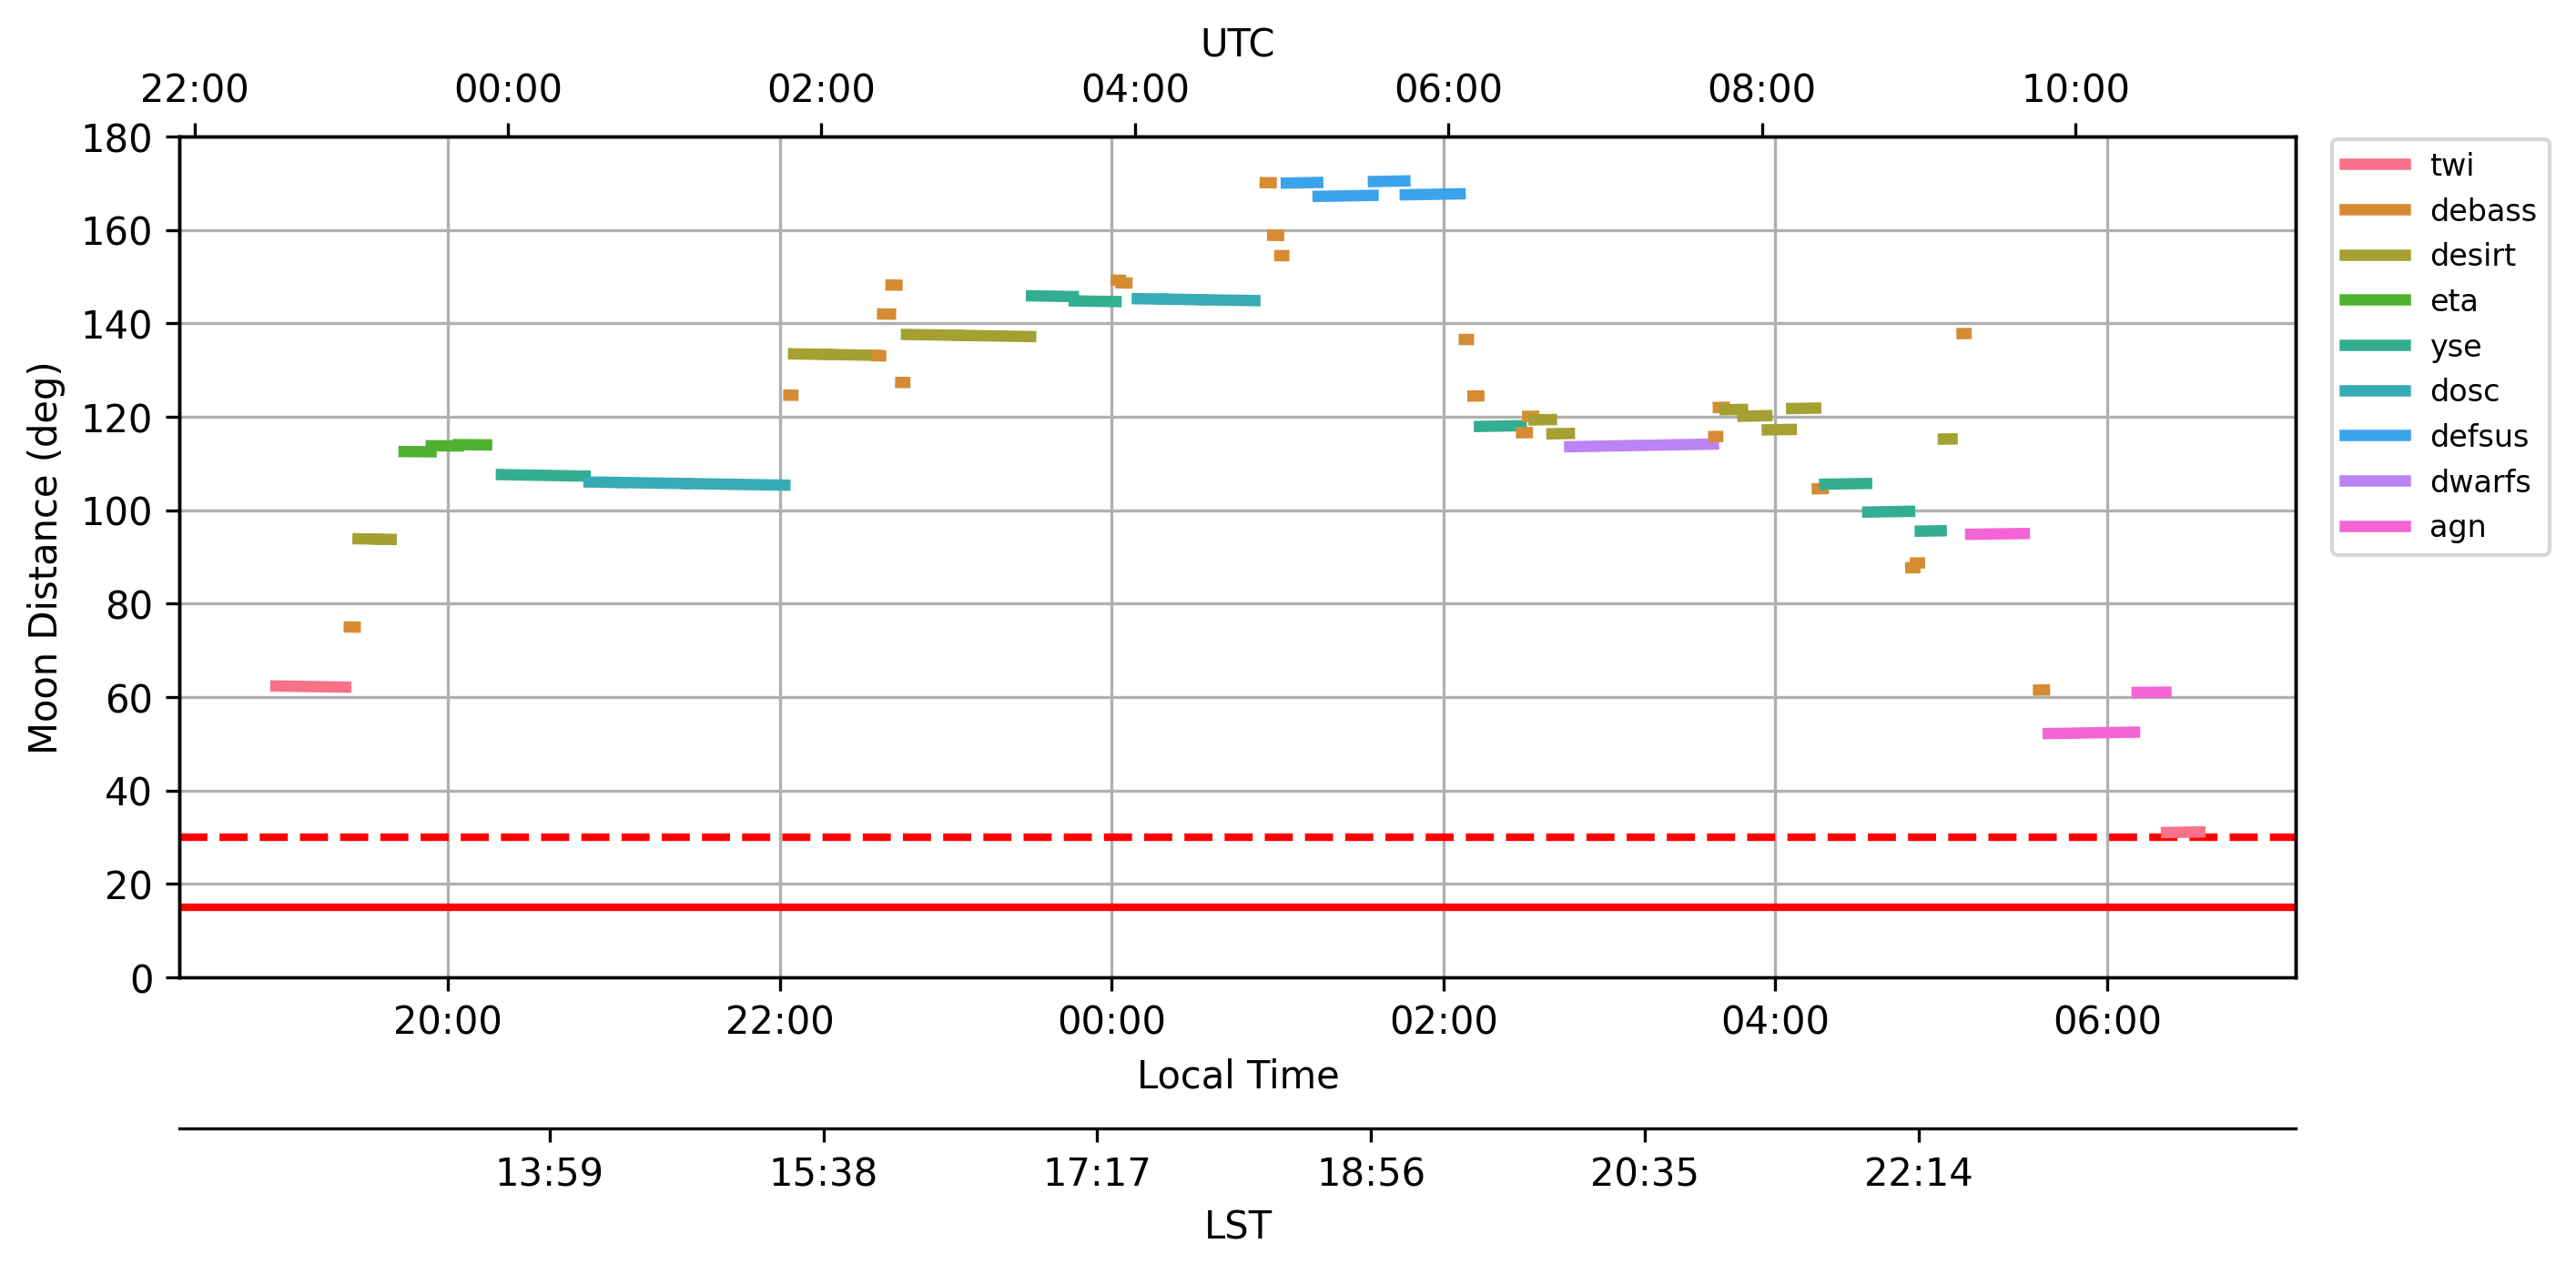 UTC
22:00 00:00 02:00 04:00 06:00 08:00 10:00
180
160
140
120
100
80
60
40
20
0
Moon Distance (deg)
twi
debass
desirt
eta
yse
dosc
defsus
dwarfs
agn
20:00 22:00 00:00 02:00 04:00 06:00
Local Time
13:59 15:38 17:17 18:56 20:35 22:14
LST